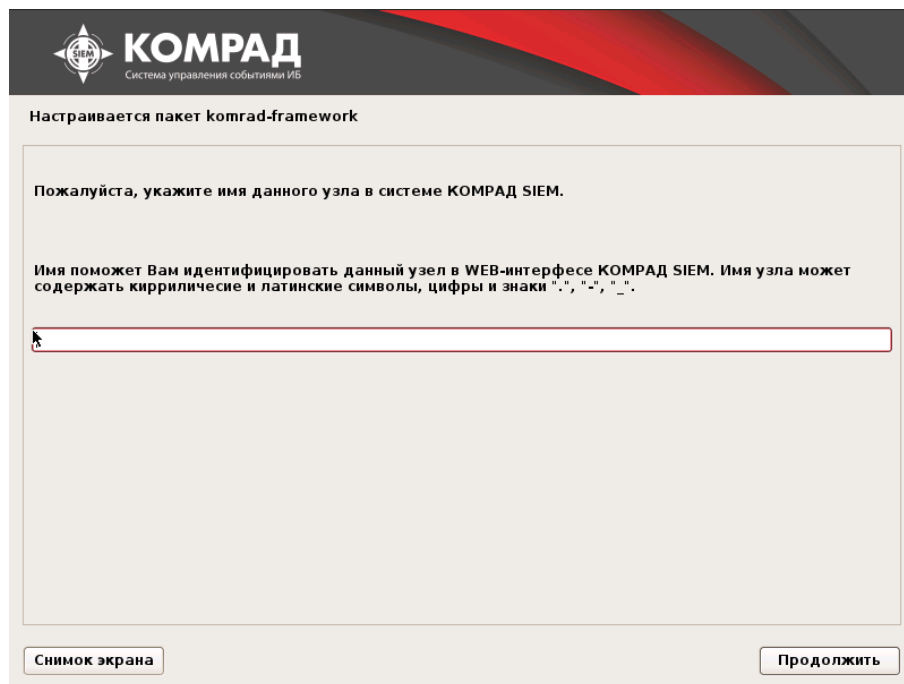 SIEM
КОМРАД
Система управления событиями ИБ
Настраивается пакет komrad-framework
Пожалуйста, укажите имя данного узла в системе КОМРАД SIEM.
Имя поможет Вам идентифицировать данный узел в WEB-интерфесе КОМРАД SIEM. Имя узла может
содержать кирриличесие и латинские символы, цифры и знаки ".", "-", "_".
Снимок экрана
Продолжить